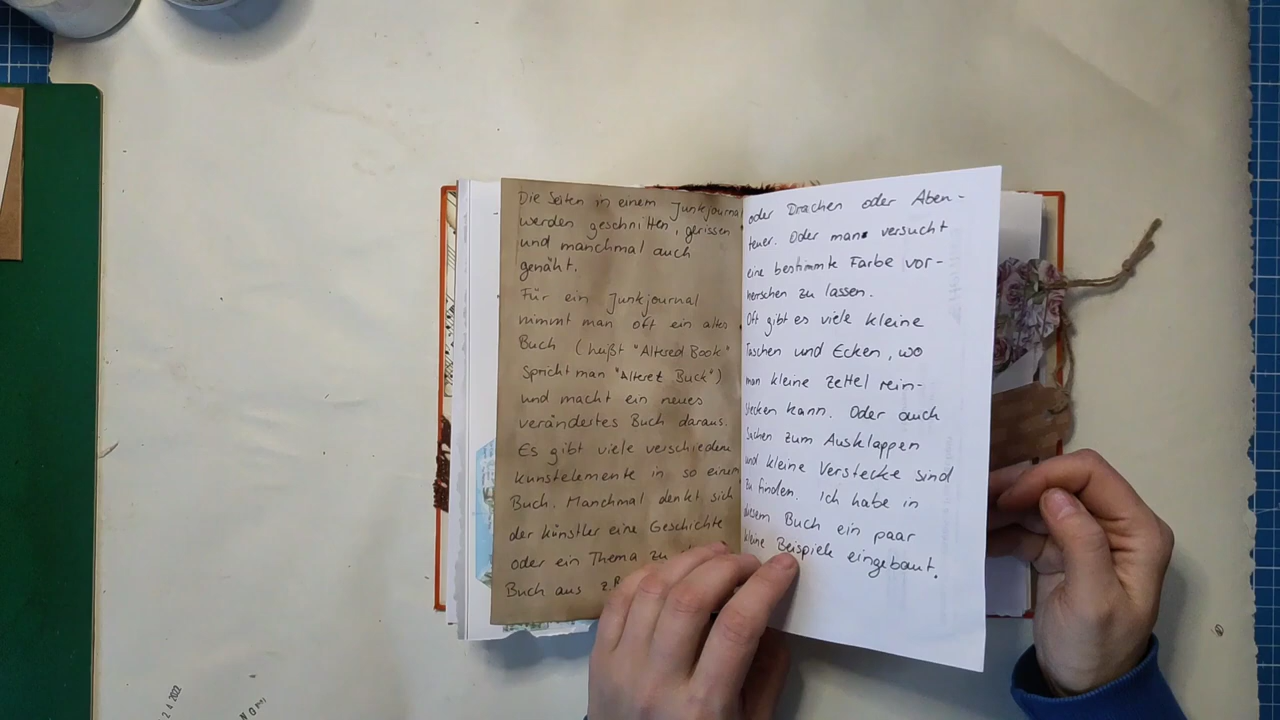 Die Seiten in einem Junkjournal
werden geschnitten, gerissen
und manchmal auch
genäht.
Für ein Junkjournal
nimmt man oft ein altes
Buch (heißt "Altered Book"
Spricht man "Alteret Buck")
und macht ein neues
verändertes Buch daraus.
Es gibt viele verschiedene
Kunstelemente in so einem
Buch. Manchmal denkt sich
der Künstler eine Geschichte
oder ein Thema zu
Buch aus z.B
oder Drachen oder Aben-
teuer. Oder man versucht
eine bestimmte Farbe vor-
herrschen zu lassen.
Oft gibt es viele kleine
Taschen und Ecken, wo
man kleine Zettel rein-
stecken kann. Oder auch
Sachen zum Ausklappen
und kleine Verstecke sind
zu finden. Ich habe in
diesem Buch ein paar
kleine Beispiele eingebaut.
2022